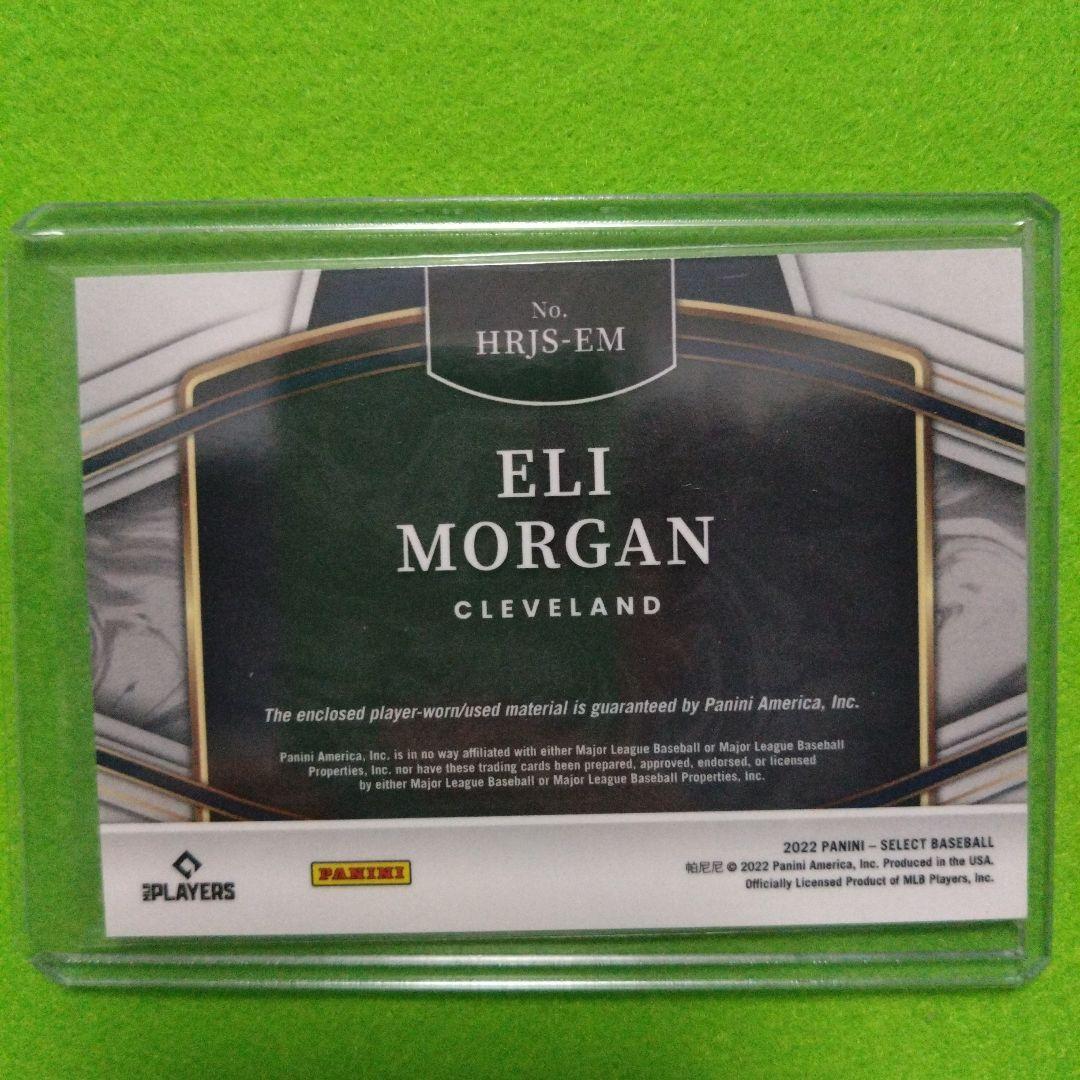 No.
HRJS-EM
ELI
MORGAN
CLEVELAND
The enclosed player-worn/used material is guaranteed by Panini America, Inc.
Panini America, Inc. is in no way affiliated with either Major League Baseball or Major League Baseball
Properties, Inc. nor have these trading cards been prepared, approved, endorsed, or licensed
by either Major League Baseball or Major League Baseball Properties, Inc.
MLB PLAYERS
PANINI
2022 PANINI – SELECT BASEBALL
帕尼尼 © 2022 Panini America, Inc. Produced in the USA.
Officially Licensed Product of MLB Players, Inc.